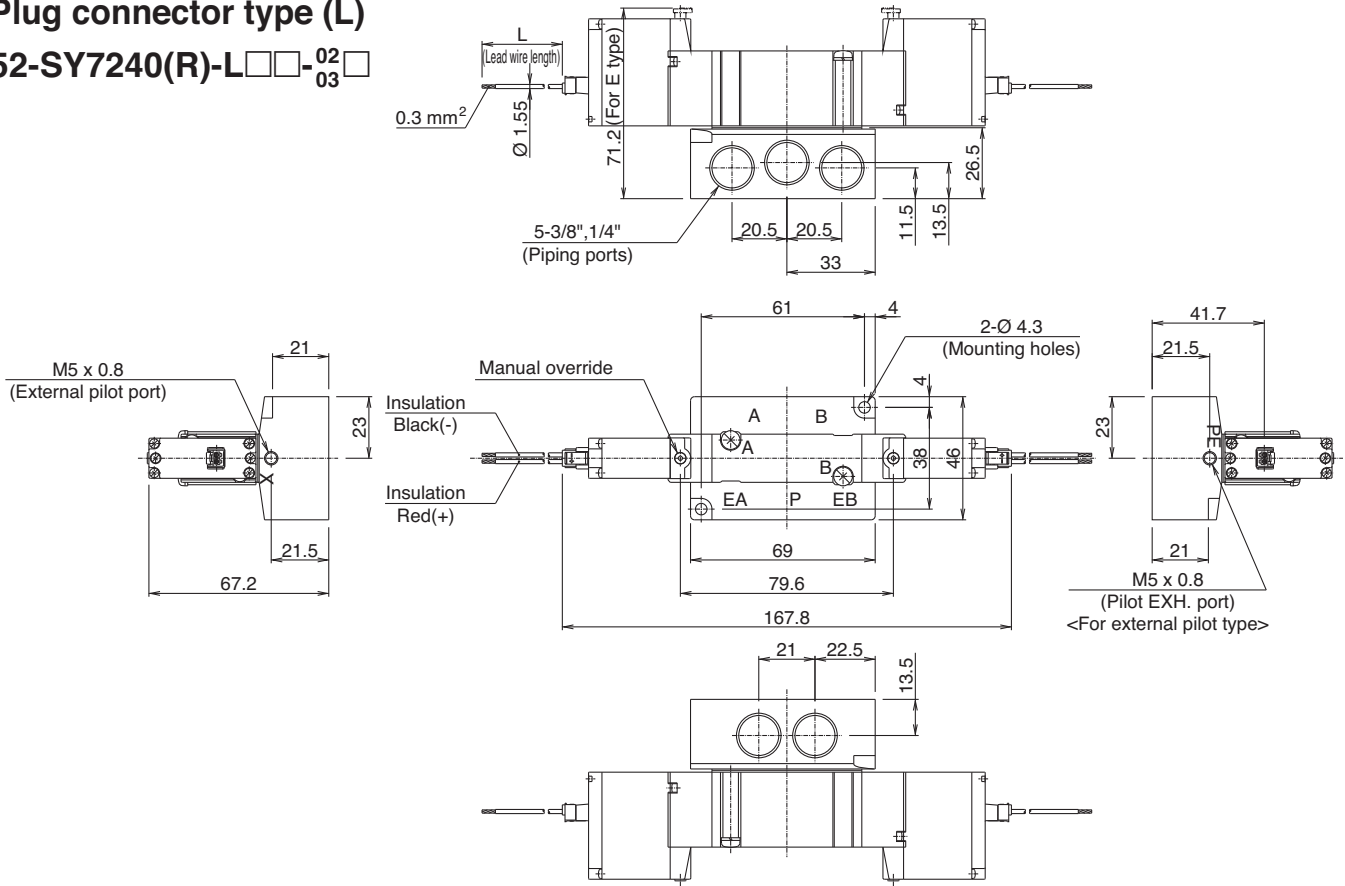 Plug connector type (L)
52-SY7240(R)-L□□-02/03□
L
(Lead wire length)
0.3 mm2
Ø 1.55
71.2 (For E type)
26.5
11.5
13.5
20.5
20.5
33
5-3/8",1/4"
(Piping ports)
61
4
2-Ø 4.3
(Mounting holes)
41.7
21.5
21
M5 x 0.8
(External pilot port)
Manual override
Insulation
Black(-)
Insulation
Red(+)
23
X
21.5
67.2
A
B
A
B
EA
P
EB
4
38
46
69
79.6
167.8
23
PE
21
M5 x 0.8
(Pilot EXH. port)
<For external pilot type>
21
22.5
13.5